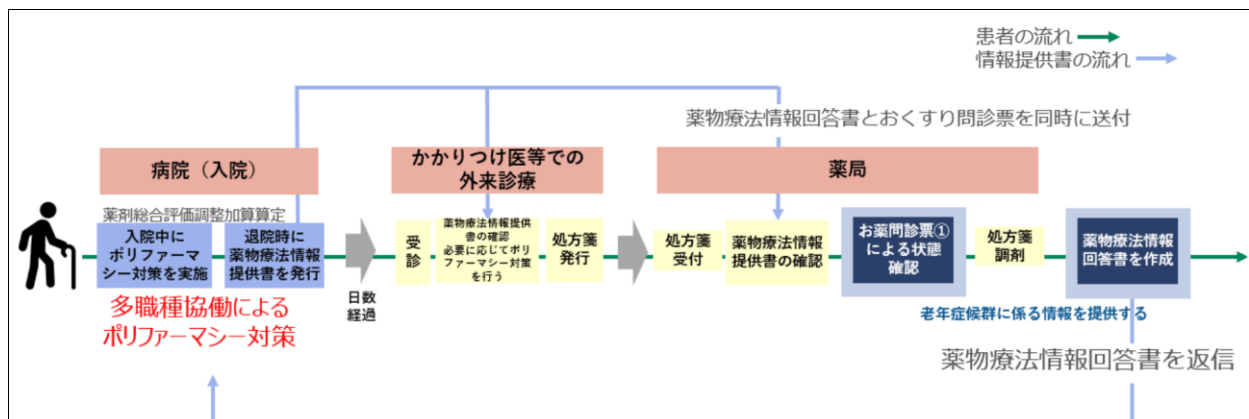 患者の流れ
情報提供書の流れ
薬物療法情報回答書とおくすり問診票を同時に送付
病院（入院）
かかりつけ医等での
外来診療
薬局
薬剤総合評価調整加算算定
入院中に
ポリファーマ
シー対策を実施
退院時に
薬物療法情報
提供書を発行
日数
経過
受
診
薬物療法情報提供
書の確認
必要に応じてポリ
ファーマシー対策
を行う
処方箋
発行
処方箋
受付
薬物療法情報
提供書の確認
お薬問診票①
による状態
確認
処方箋
調剤
薬物療法情報
回答書を作成
多職種協働による
ポリファーマシー対策
老年症候群に係る情報を提供する
薬物療法情報回答書を返信